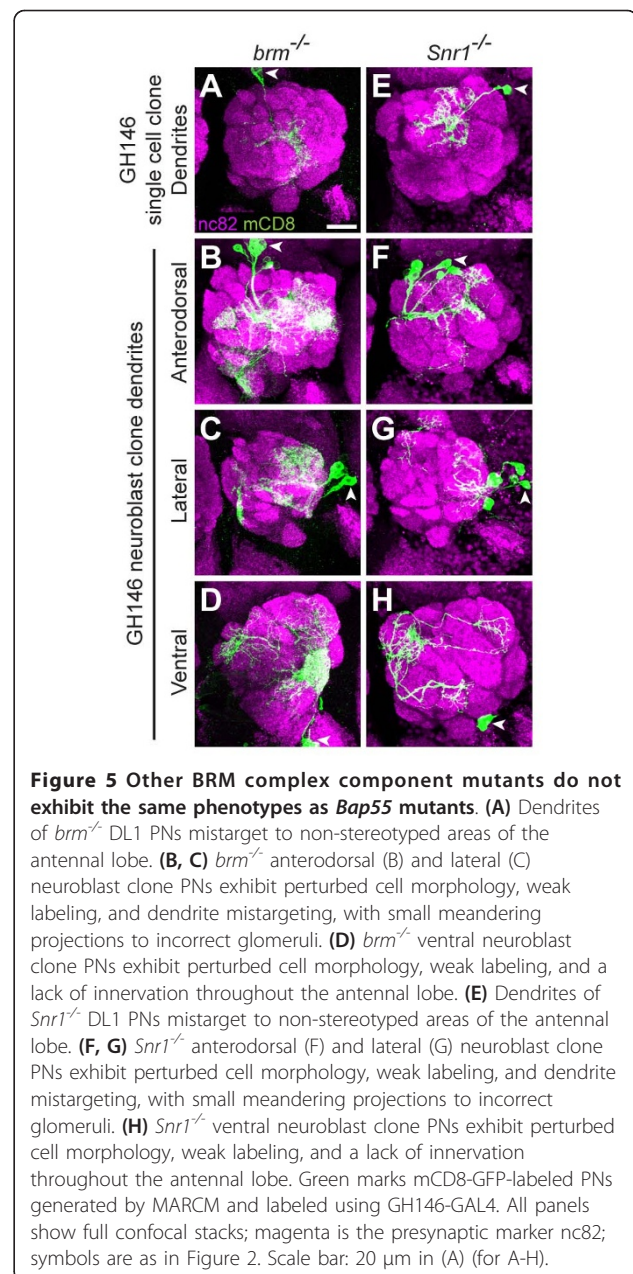 brm-/- Snr1-/-
GH146
single cell clone
Dendrites
A
E
nc82 mCD8
GH146 neuroblast clone dendrites
Anterodorsal
B
F
Lateral
C
G
Ventral
D
H
Figure 5 Other BRM complex component mutants do not
exhibit the same phenotypes as Bap55 mutants. (A) Dendrites
of brm-/- DL1 PNs mistarget to non-stereotyped areas of the
antennal lobe. (B, C) brm-/- anterodorsal (B) and lateral (C)
neuroblast clone PNs exhibit perturbed cell morphology, weak
labeling, and dendrite mistargeting, with small meandering
projections to incorrect glomeruli. (D) brm-/- ventral neuroblast
clone PNs exhibit perturbed cell morphology, weak labeling, and a
lack of innervation throughout the antennal lobe. (E) Dendrites of
Snr1-/- DL1 PNs mistarget to non-stereotyped areas of the antennal
lobe. (F, G) Snr1-/- anterodorsal (F) and lateral (G) neuroblast clone
PNs exhibit perturbed cell morphology, weak labeling, and dendrite
mistargeting, with small meandering projections to incorrect
glomeruli. (H) Snr1-/- ventral neuroblast clone PNs exhibit perturbed
cell morphology, weak labeling, and a lack of innervation
throughout the antennal lobe. Green marks mCD8-GFP-labeled PNs
generated by MARCM and labeled using GH146-GAL4. All panels
show full confocal stacks; magenta is the presynaptic marker nc82;
symbols are as in Figure 2. Scale bar: 20 μm in (A) (for A-H).